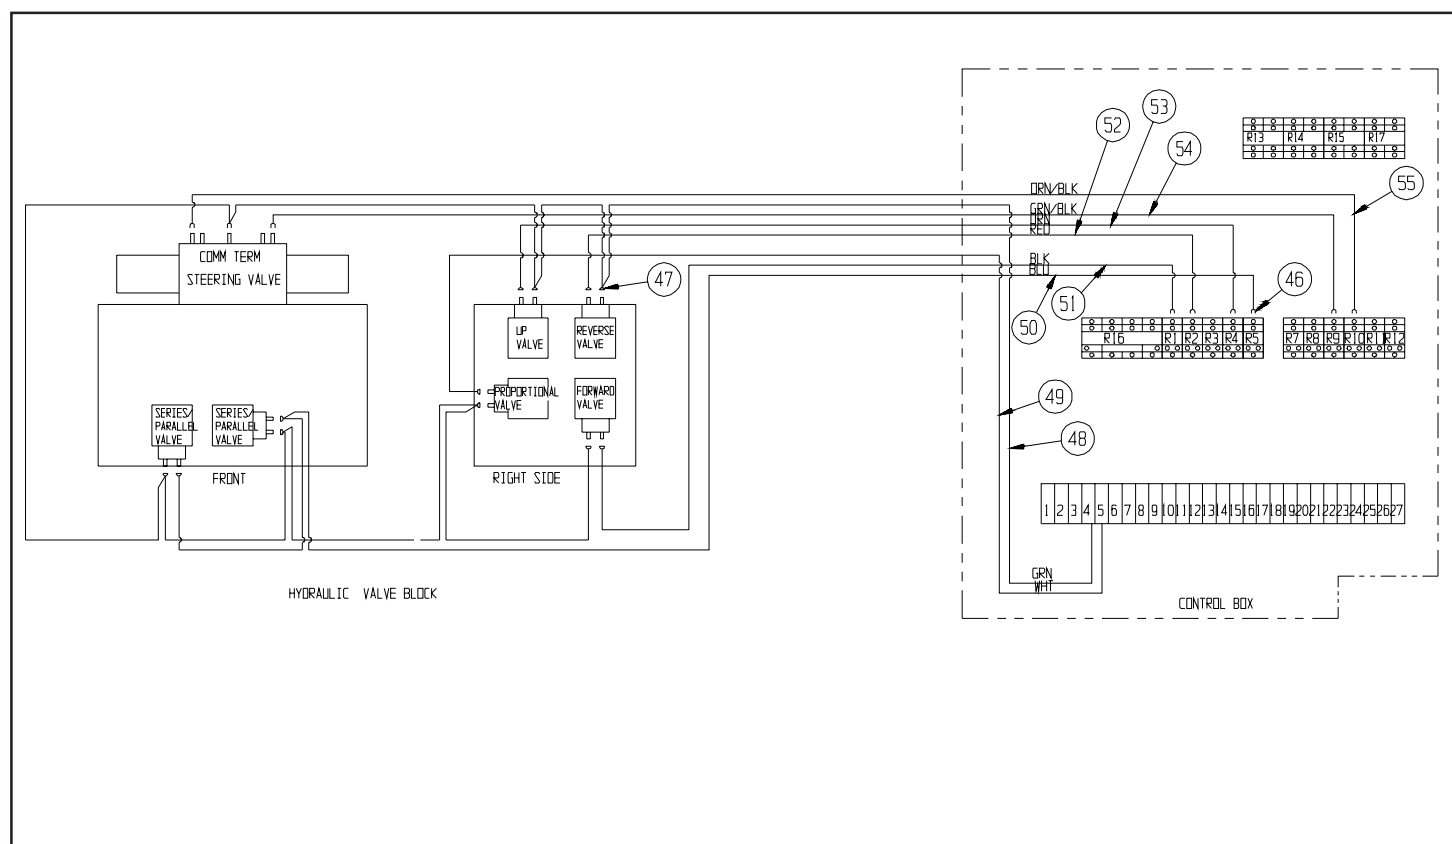 53
52
R13 R14 R15 R17
54
55
ORN/BLK
GRN/BLK
ORN
RED
COMM TERM
STEERING VALVE
BLK
BLU
47
46
51
50
UP
VALVE
REVERSE
VALVE
R16 R1 R2 R3 R4 R5
R7 R8 R9 R10 R11 R12
PROPORTIONAL
VALVE
FORWARD
VALVE
49
SERIES/
PARALLEL
VALVE
SERIES/
PARALLEL
VALVE
48
FRONT
RIGHT SIDE
1 2 3 4 5 6 7 8 9 10 11 12 13 14 15 16 17 18 19 20 21 22 23 24 25 26 27
GRN
WHT
HYDRAULIC VALVE BLOCK
CONTROL BOX